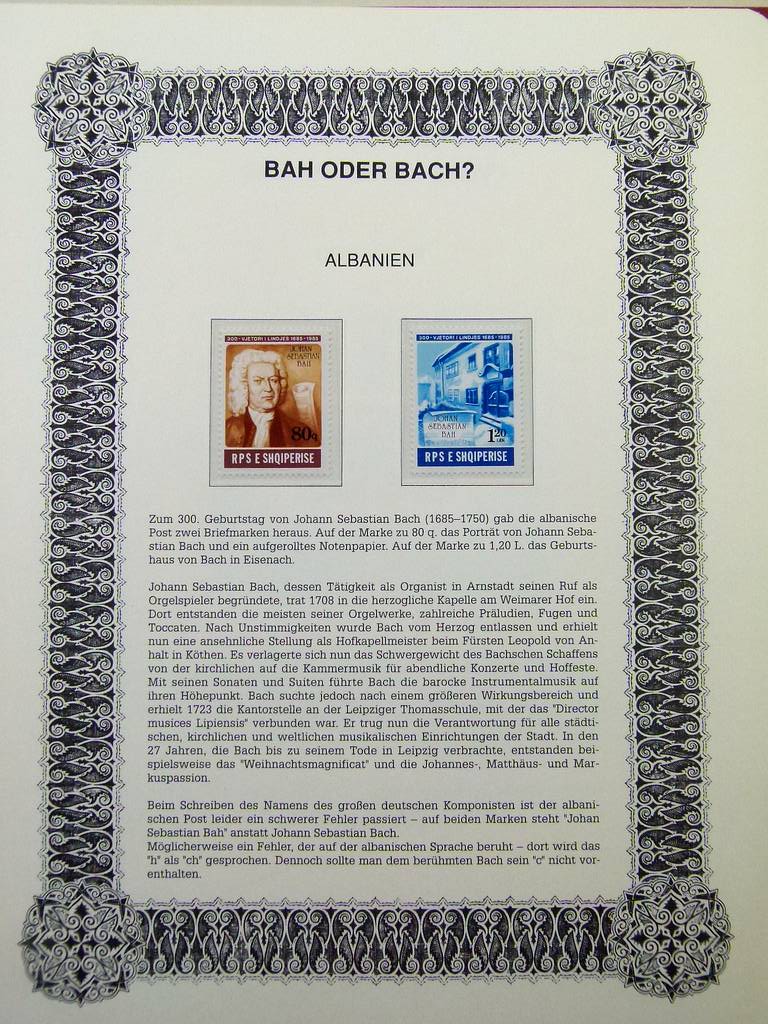 BAH ODER BACH?
ALBANIEN
300-VJETORI I LINDJES 1685-1985
JOHAN
SEBASTIAN
BAH
80q
RPS E SHQIPERISE
300-VJETORI I LINDJES 1685-1985
JOHAN
SEBASTIAN
BAH
120
LEK
RPS E SHQIPERISE
Zum 300. Geburtstag von Johann Sebastian Bach (1685–1750) gab die albanische
Post zwei Briefmarken heraus. Auf der Marke zu 80 q. das Porträt von Johann Seba-
stian Bach und ein aufgerolltes Notenpapier. Auf der Marke zu 1,20 L. das Geburts-
haus von Bach in Eisenach.
Johann Sebastian Bach, dessen Tätigkeit als Organist in Arnstadt seinen Ruf als
Orgelspieler begründete, trat 1708 in die herzogliche Kapelle am Weimarer Hof ein.
Dort entstanden die meisten seiner Orgelwerke, zahlreiche Präludien, Fugen und
Toccaten. Nach Unstimmigkeiten wurde Bach vom Herzog entlassen und erhielt
nun eine ansehnliche Stellung als Hofkapellmeister beim Fürsten Leopold von An-
halt in Köthen. Es verlagerte sich nun das Schwergewicht des Bachschen Schaffens
von der kirchlichen auf die Kammermusik für abendliche Konzerte und Hoffeste.
Mit seinen Sonaten und Suiten führte Bach die barocke Instrumentalmusik auf
ihren Höhepunkt. Bach suchte jedoch nach einem größeren Wirkungsbereich und
erhielt 1723 die Kantorstelle an der Leipziger Thomasschule, mit der das "Director
musices Lipiensis" verbunden war. Er trug nun die Verantwortung für alle städti-
schen, kirchlichen und weltlichen musikalischen Einrichtungen der Stadt. In den
27 Jahren, die Bach bis zu seinem Tode in Leipzig verbrachte, entstanden bei-
spielsweise das "Weihnachtsmagnificat" und die Johannes-, Matthäus- und Mar-
kuspassion.
Beim Schreiben des Namens des großen deutschen Komponisten ist der albani-
schen Post leider ein schwerer Fehler passiert – auf beiden Marken steht "Johan
Sebastian Bah" anstatt Johann Sebastian Bach.
Möglicherweise ein Fehler, der auf der albanischen Sprache beruht – dort wird das
"h" als "ch" gesprochen. Dennoch sollte man dem berühmten Bach sein "c" nicht vor-
enthalten.